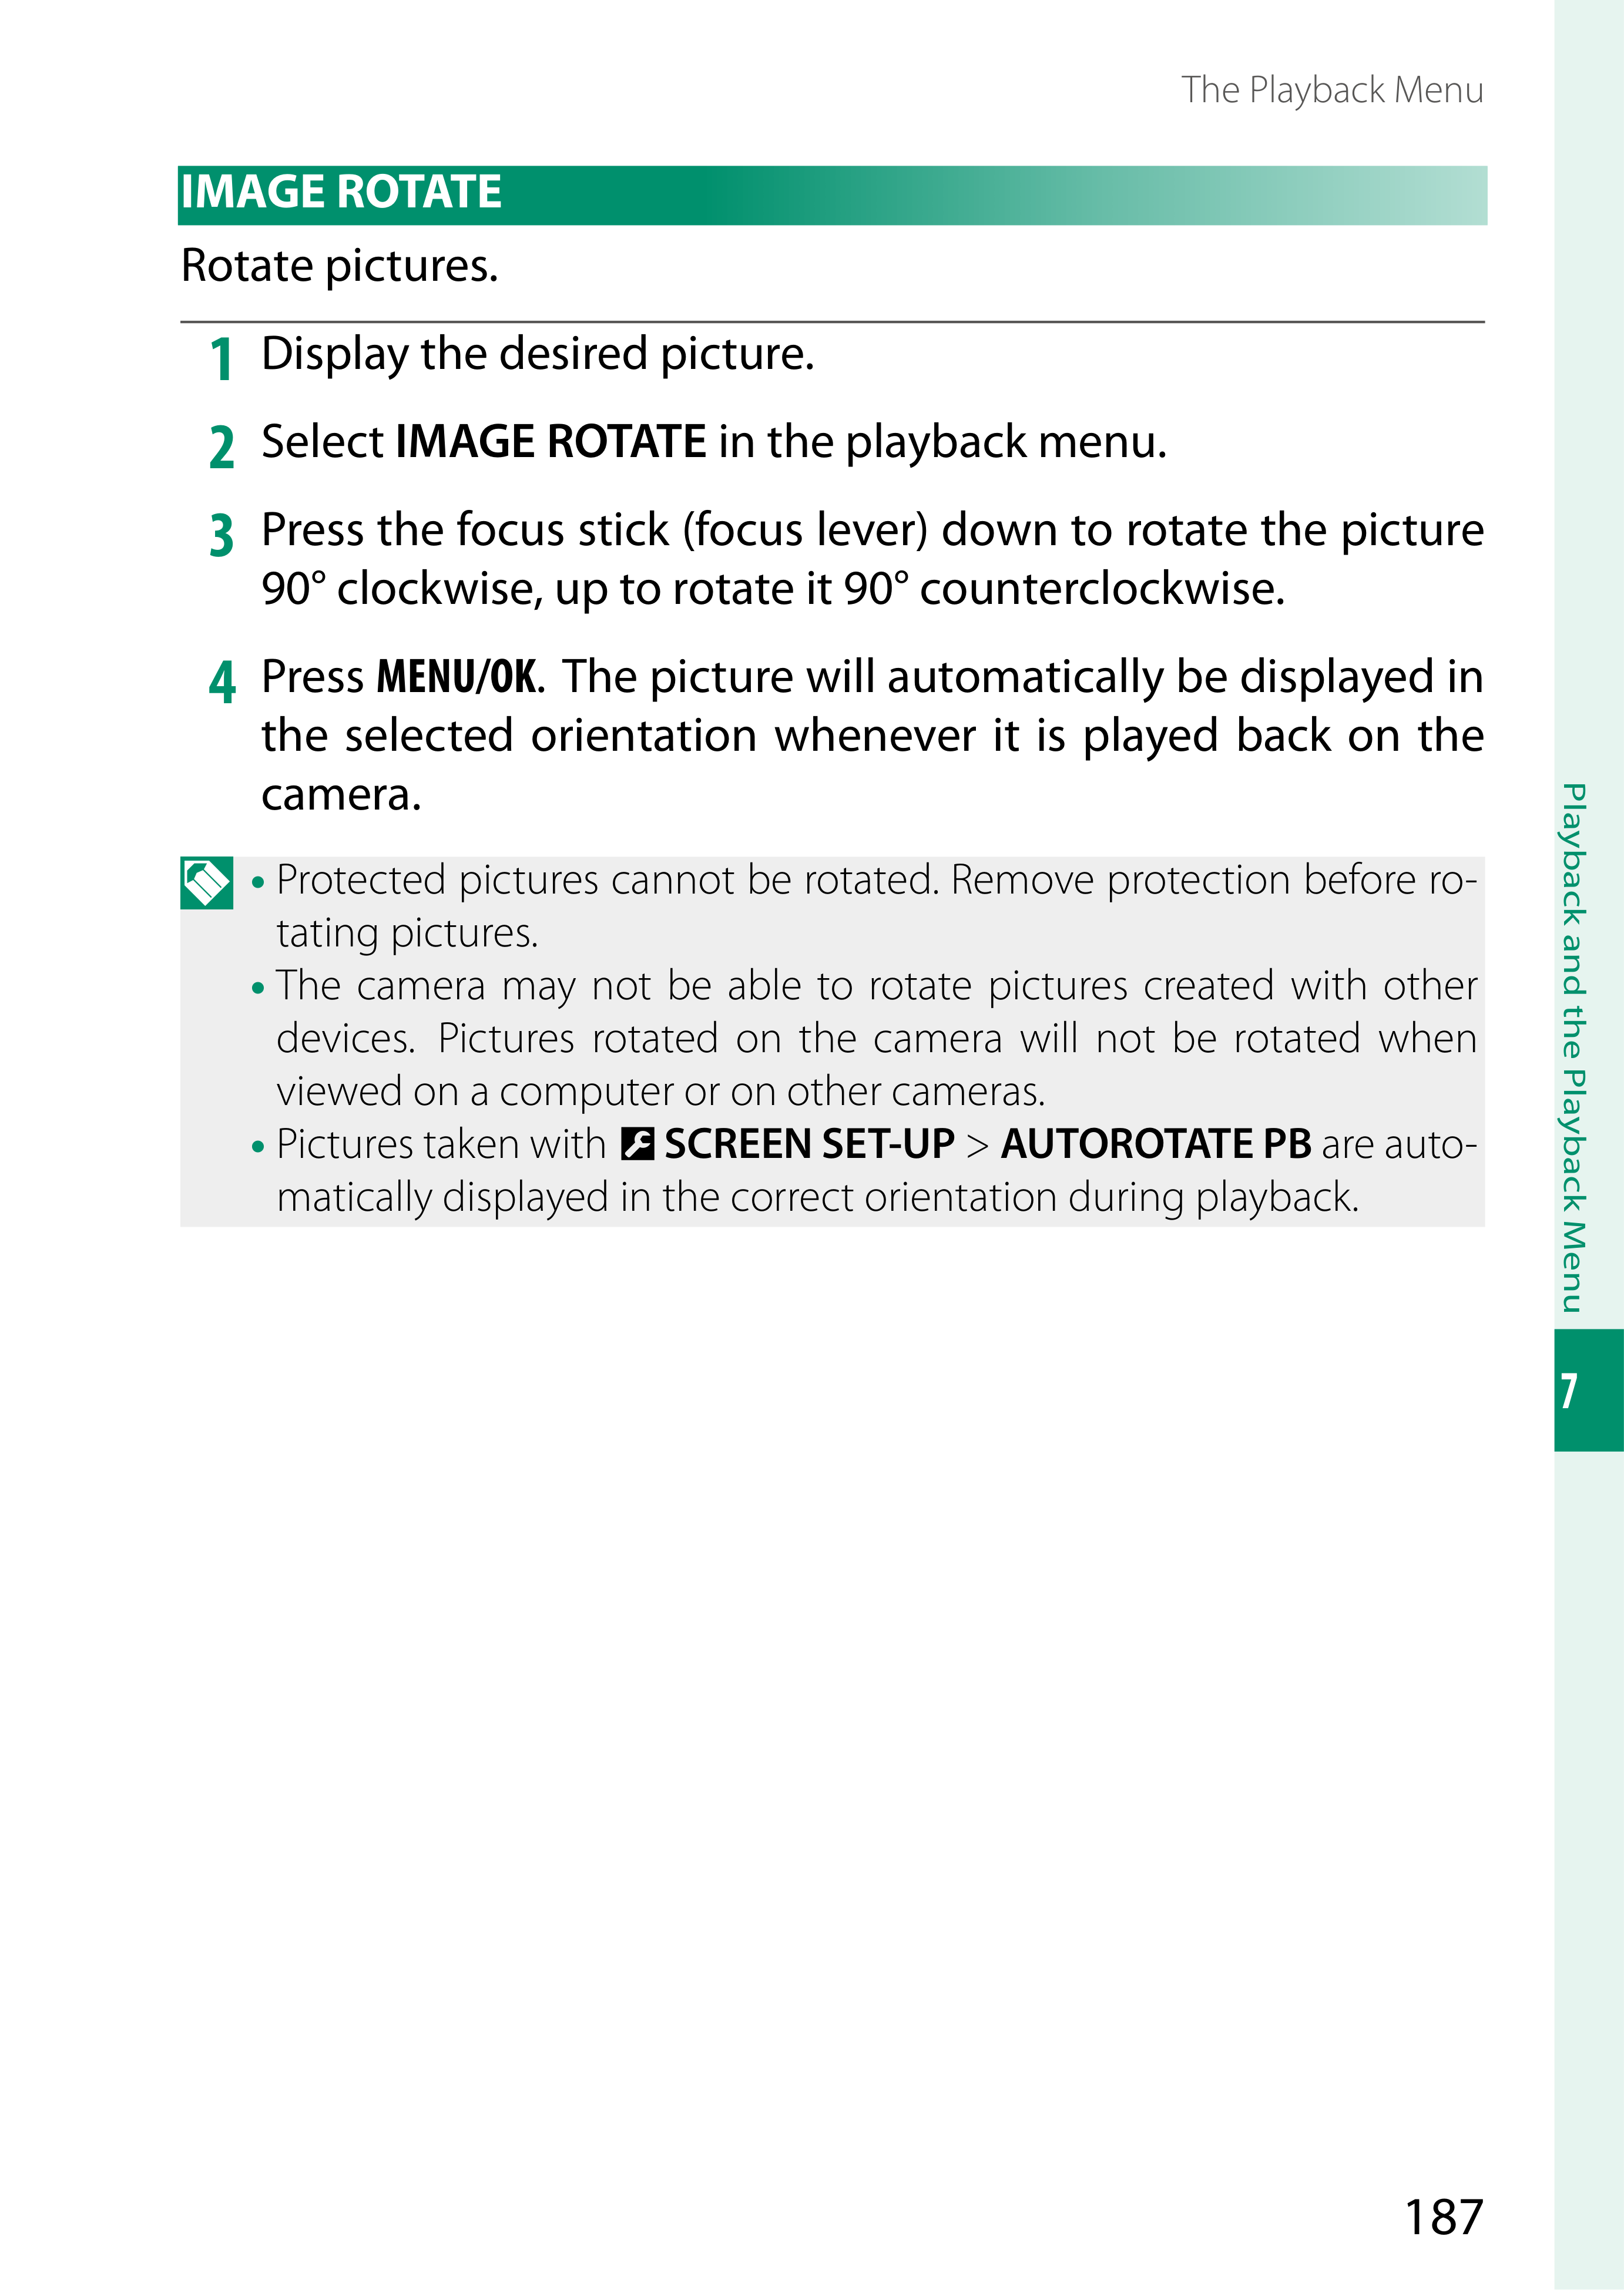 The Playback Menu
IMAGE ROTATE
Rotate pictures.
1 Display the desired picture.
2 Select IMAGE ROTATE in the playback menu.
3 Press the focus stick (focus lever) down to rotate the picture
90° clockwise, up to rotate it 90° counterclockwise.
4 Press MENU/OK. The picture will automatically be displayed in
the selected orientation whenever it is played back on the
camera.
• Protected pictures cannot be rotated. Remove protection before ro-
tating pictures.
• The camera may not be able to rotate pictures created with other
devices. Pictures rotated on the camera will not be rotated when
viewed on a computer or on other cameras.
• Pictures taken with SCREEN SET-UP > AUTOROTATE PB are auto-
matically displayed in the correct orientation during playback.
Playback and the Playback Menu
7
187